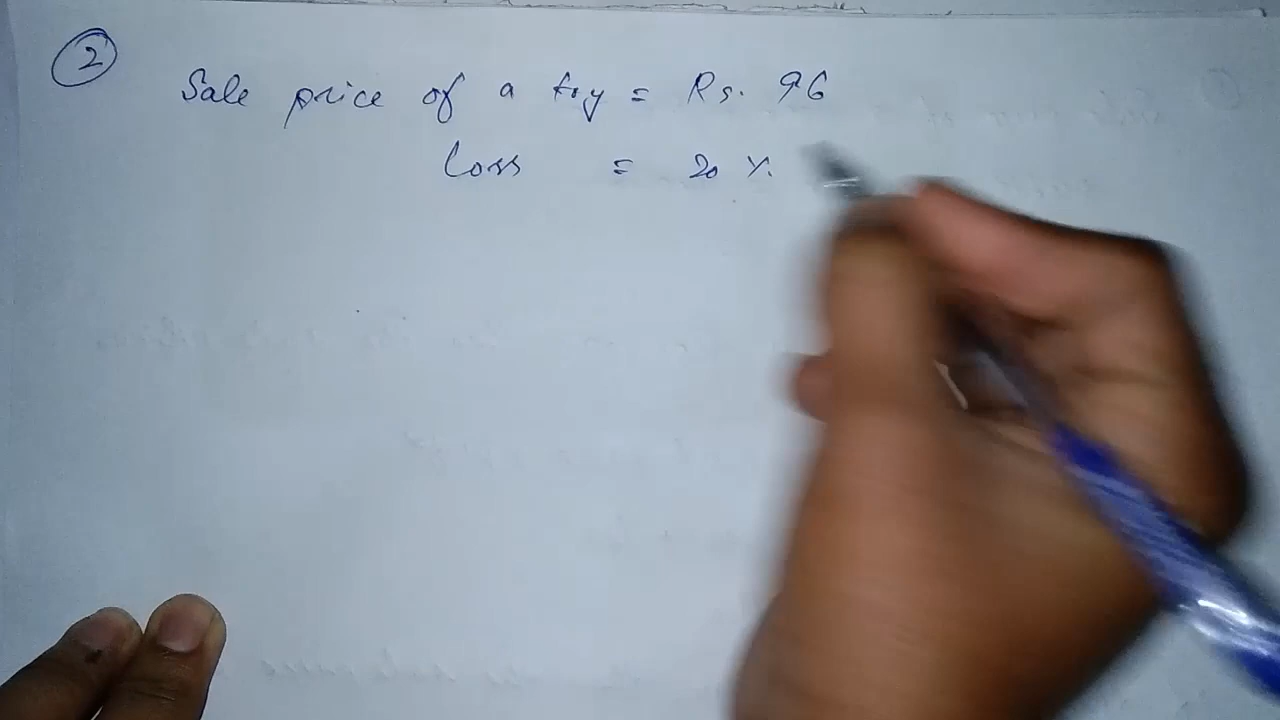 2
Sale price of a toy = Rs. 96
Loss = 20 %